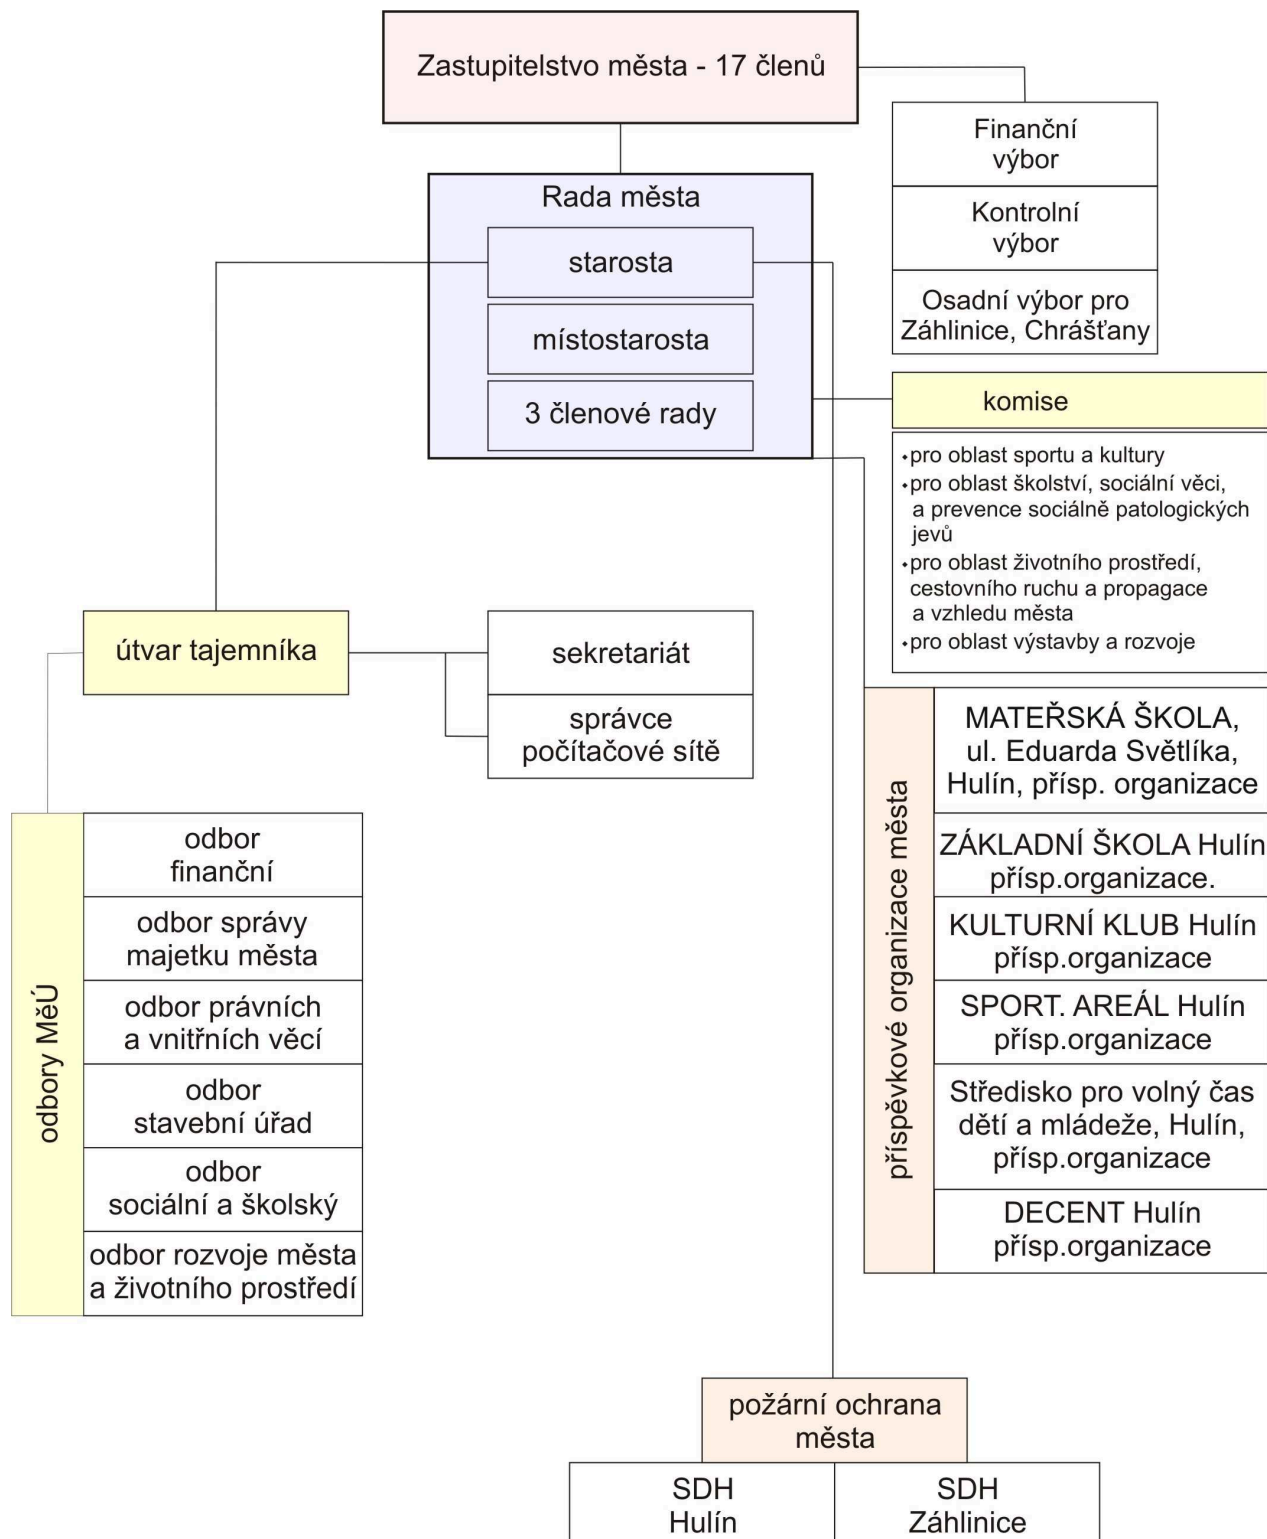 Zastupitelstvo města - 17 členů
Finanční
výbor
Kontrolní
výbor
Osadní výbor pro
Záhlinice, Chrášťany
Rada města
starosta
místostarosta
3 členové rady
komise
pro oblast sportu a kultury
pro oblast školství, sociální věci,
a prevence sociálně patologických
jevů
pro oblast životního prostředí,
cestovního ruchu a propagace
a vzhledu města
pro oblast výstavby a rozvoje
útvar tajemníka
sekretariát
správce
počítačové sítě
odbory MěÚ
odbor
finanční
odbor správy
majetku města
odbor právních
a vnitřních věcí
odbor
stavební úřad
odbor
sociální a školský
odbor rozvoje města
a životního prostředí
příspěvkové organizace města
MATEŘSKÁ ŠKOLA,
ul. Eduarda Světlíka,
Hulín, přísp. organizace
ZÁKLADNÍ ŠKOLA Hulín
přísp.organizace.
KULTURNÍ KLUB Hulín
přísp.organizace
SPORT. AREÁL Hulín
přísp.organizace
Středisko pro volný čas
dětí a mládeže, Hulín,
přísp.organizace
DECENT Hulín
přísp.organizace
požární ochrana
města
SDH
Hulín
SDH
Záhlinice